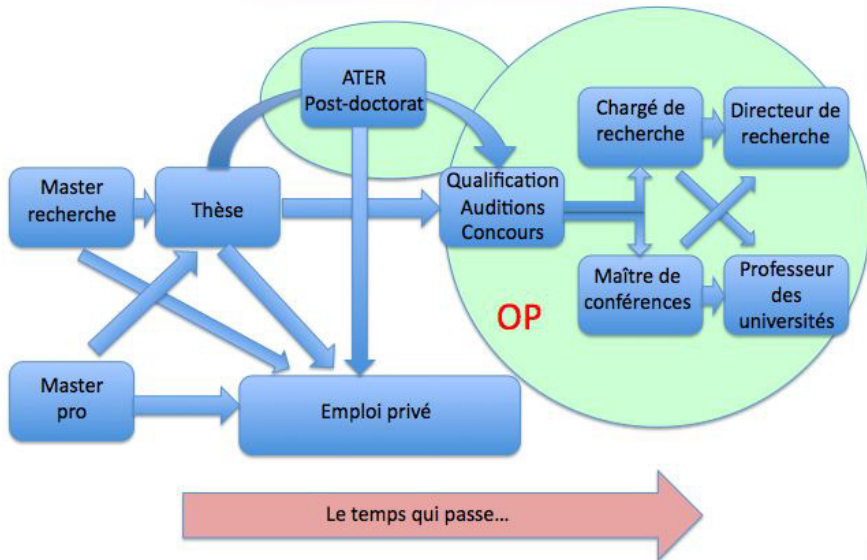 ATER
Post-doctorat
Chargé de
recherche
Directeur de
recherche
Master
recherche
Thèse
Qualification
Auditions
Concours
Maître de
conférences
Professeur
des
universités
OP
Master
pro
Emploi privé
Le temps qui passe...